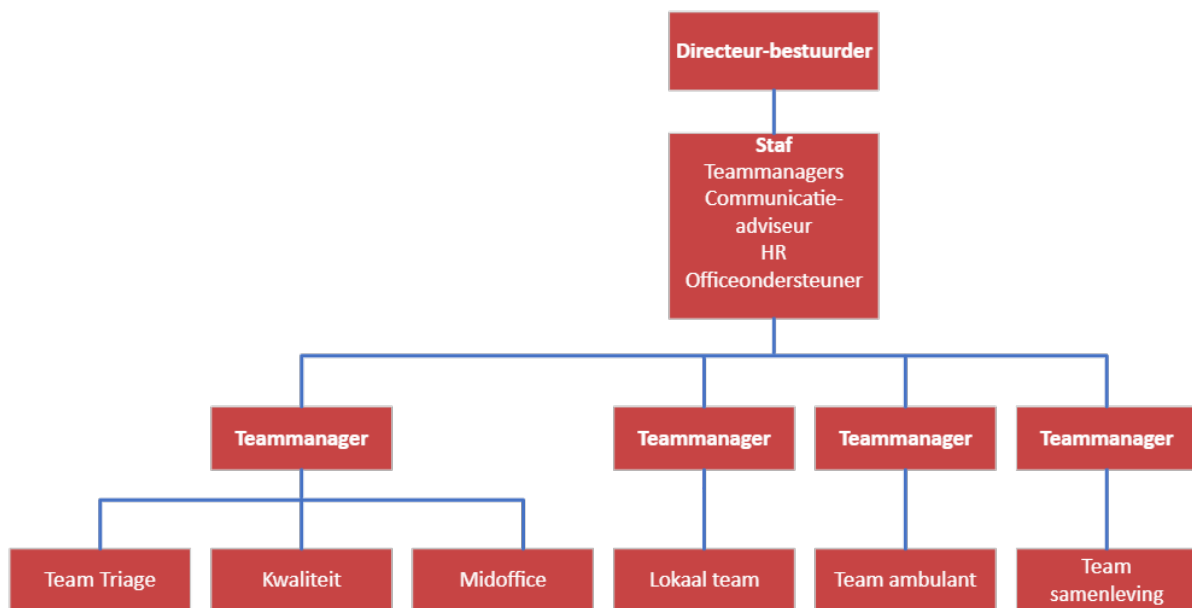 Directeur-bestuurder
Staf
Teammanagers
Communicatie-
adviseur
HR
Officeondersteuner
Teammanager
Teammanager
Teammanager
Teammanager
Team Triage
Kwaliteit
Midoffice
Lokaal team
Team ambulant
Team
samenleving